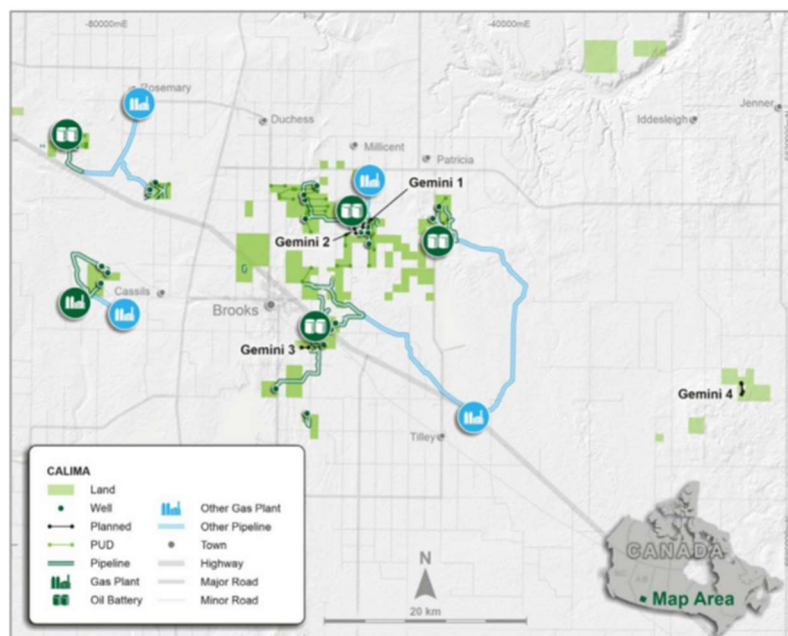 -80000mE
-40000mE
Rosemary
Duchess
Jenner
Iddesleigh
Millicent
Patricia
Gemini 1
Gemini 2
Cassils
Brooks
Gemini 3
Gemini 4
Tilley
CALIMA
Land
Well
Planned
PUD
Pipeline
Gas Plant
Oil Battery
Other Gas Plant
Other Pipeline
Town
Highway
Major Road
Minor Road
N
20 km
CANADA
BC
AB
Map Area